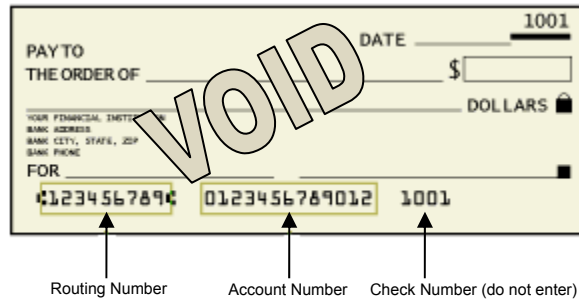 1001
DATE
PAY TO
THE ORDER OF
$
DOLLARS
VOID
YOUR FINANCIAL INSTITUTION
BANK ADDRESS
BANK CITY, STATE, ZIP
BANK PHONE
FOR
⑆123456789⑆ 0123456789012 1001
Routing Number Account Number Check Number (do not enter)